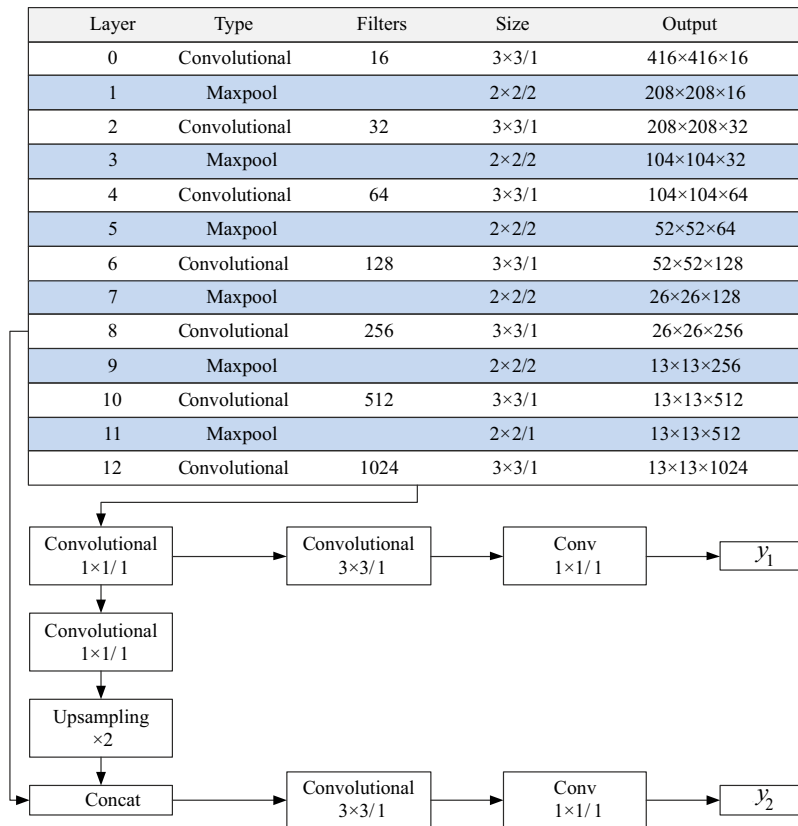 Layer Type Filters Size Output
0 Convolutional 16 3×3/1 416×416×16
1 Maxpool 2×2/2 208×208×16
2 Convolutional 32 3×3/1 208×208×32
3 Maxpool 2×2/2 104×104×32
4 Convolutional 64 3×3/1 104×104×64
5 Maxpool 2×2/2 52×52×64
6 Convolutional 128 3×3/1 52×52×128
7 Maxpool 2×2/2 26×26×128
8 Convolutional 256 3×3/1 26×26×256
9 Maxpool 2×2/2 13×13×256
10 Convolutional 512 3×3/1 13×13×512
11 Maxpool 2×2/1 13×13×512
12 Convolutional 1024 3×3/1 13×13×1024
Convolutional
1×1/ 1
Convolutional
3×3/ 1
Conv
1×1/ 1
y1
Convolutional
1×1/ 1
Upsampling
×2
Concat
Convolutional
3×3/ 1
Conv
1×1/ 1
y2